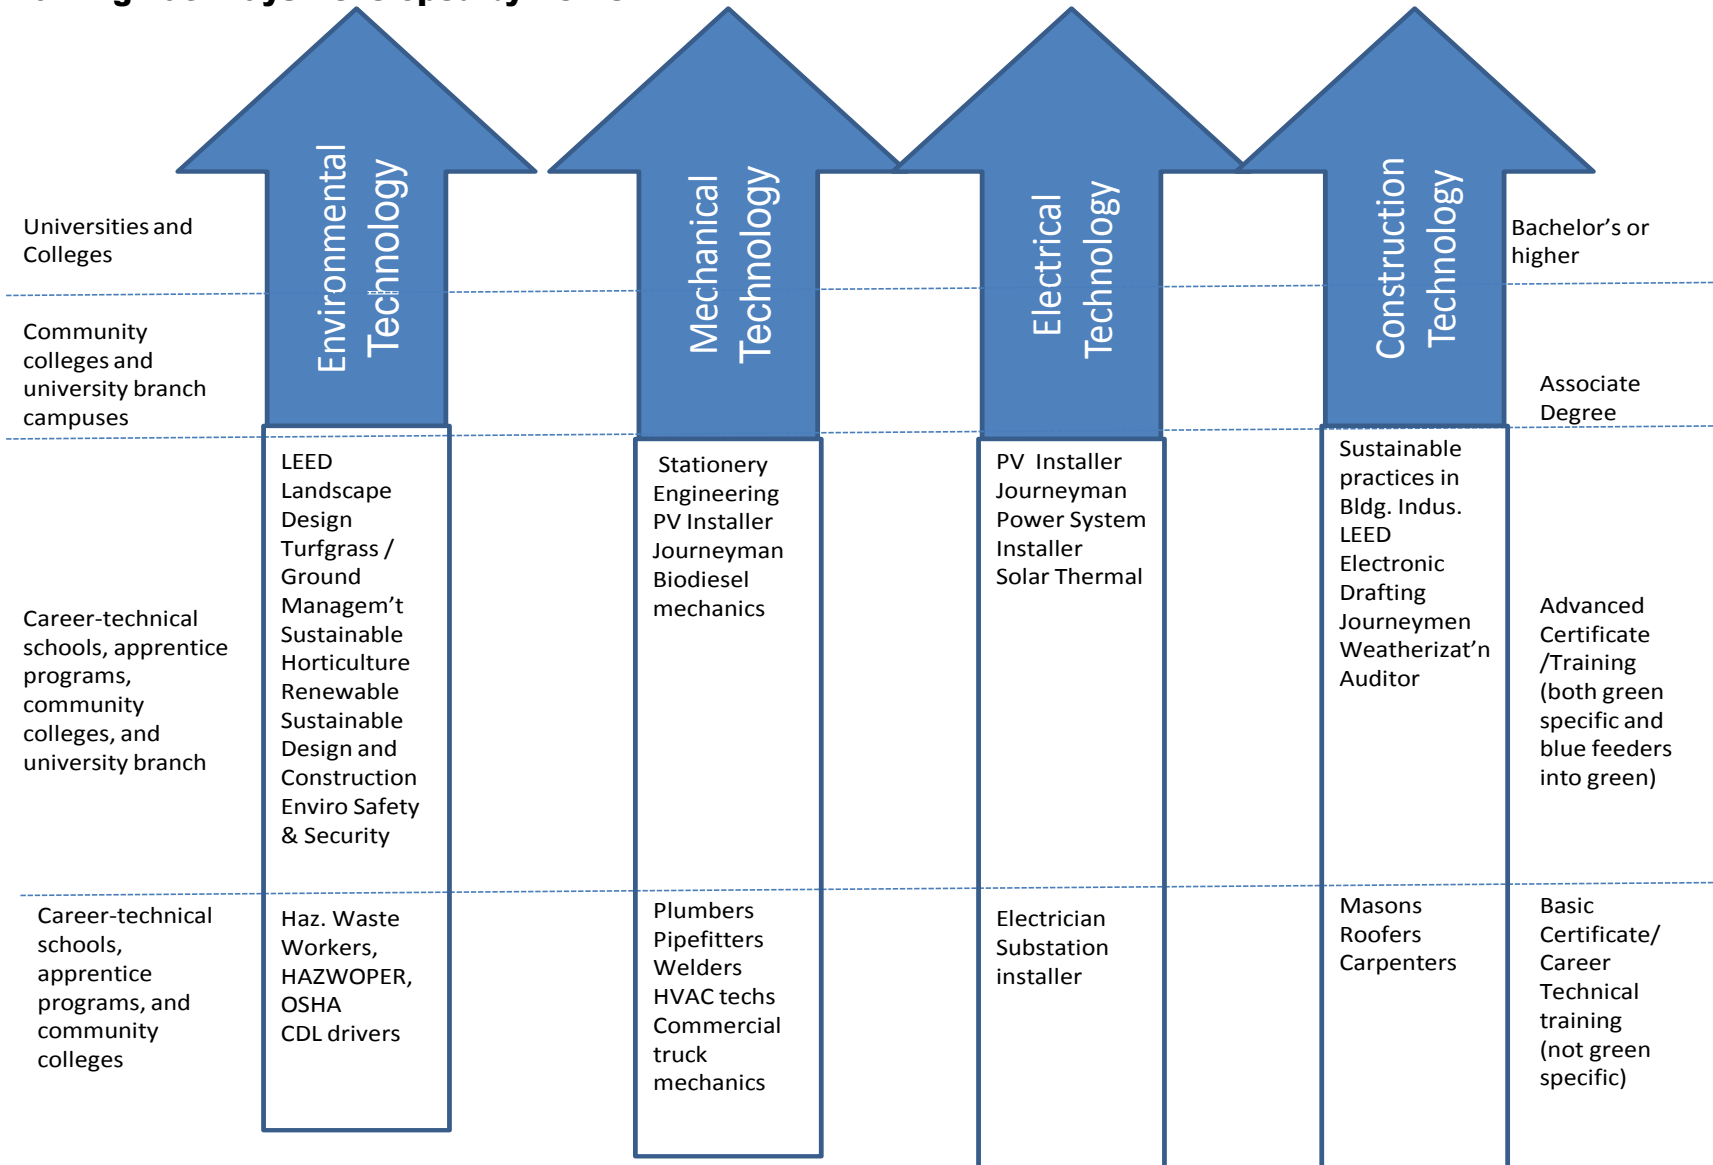 Universities and
Colleges
Community
colleges and
university branch
campuses
Career-technical
schools, apprentice
programs,
community
colleges, and
university branch
Career-technical
schools,
apprentice
programs, and
community
colleges
Environmental
Technology
LEED
Landscape
Design
Turfgrass /
Ground
Managem’t
Sustainable
Horticulture
Renewable
Sustainable
Design and
Construction
Enviro Safety
& Security
Haz. Waste
Workers,
HAZWOPER,
OSHA
CDL drivers
Mechanical
Technology
Stationery
Engineering
PV Installer
Journeyman
Biodiesel
mechanics
Plumbers
Pipefitters
Welders
HVAC techs
Commercial
truck
mechanics
Electrical
Technology
PV Installer
Journeyman
Power System
Installer
Solar Thermal
Electrician
Substation
installer
Construction
Technology
Sustainable
practices in
Bldg. Indus.
LEED
Electronic
Drafting
Journeymen
Weatherizat’n
Auditor
Masons
Roofers
Carpenters
Bachelor’s or
higher
Associate
Degree
Advanced
Certificate
/Training
(both green
specific and
blue feeders
into green)
Basic
Certificate/
Career
Technical
training
(not green
specific)